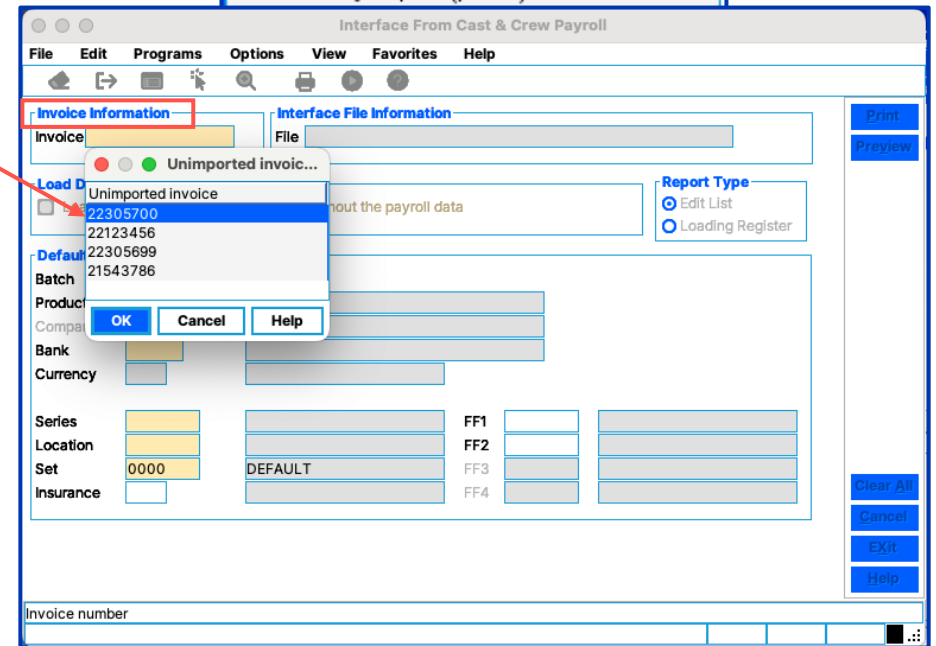 Interface From Cast & Crew Payroll
File Edit Programs Options View Favorites Help
Invoice Information
Interface File Information
Invoice
File
Print
Preview
Unimported invoic...
Unimported invoice
22305700
22123456
22305699
21543786
OK Cancel Help
Load D
hout the payroll data
Report Type
Edit List
Loading Register
Defaul
Batch
Product
Compa
Bank
Currency
Series
FF1
Location
FF2
Set 0000 DEFAULT
FF3
Insurance
FF4
Clear All
Cancel
EXit
Help
Invoice number